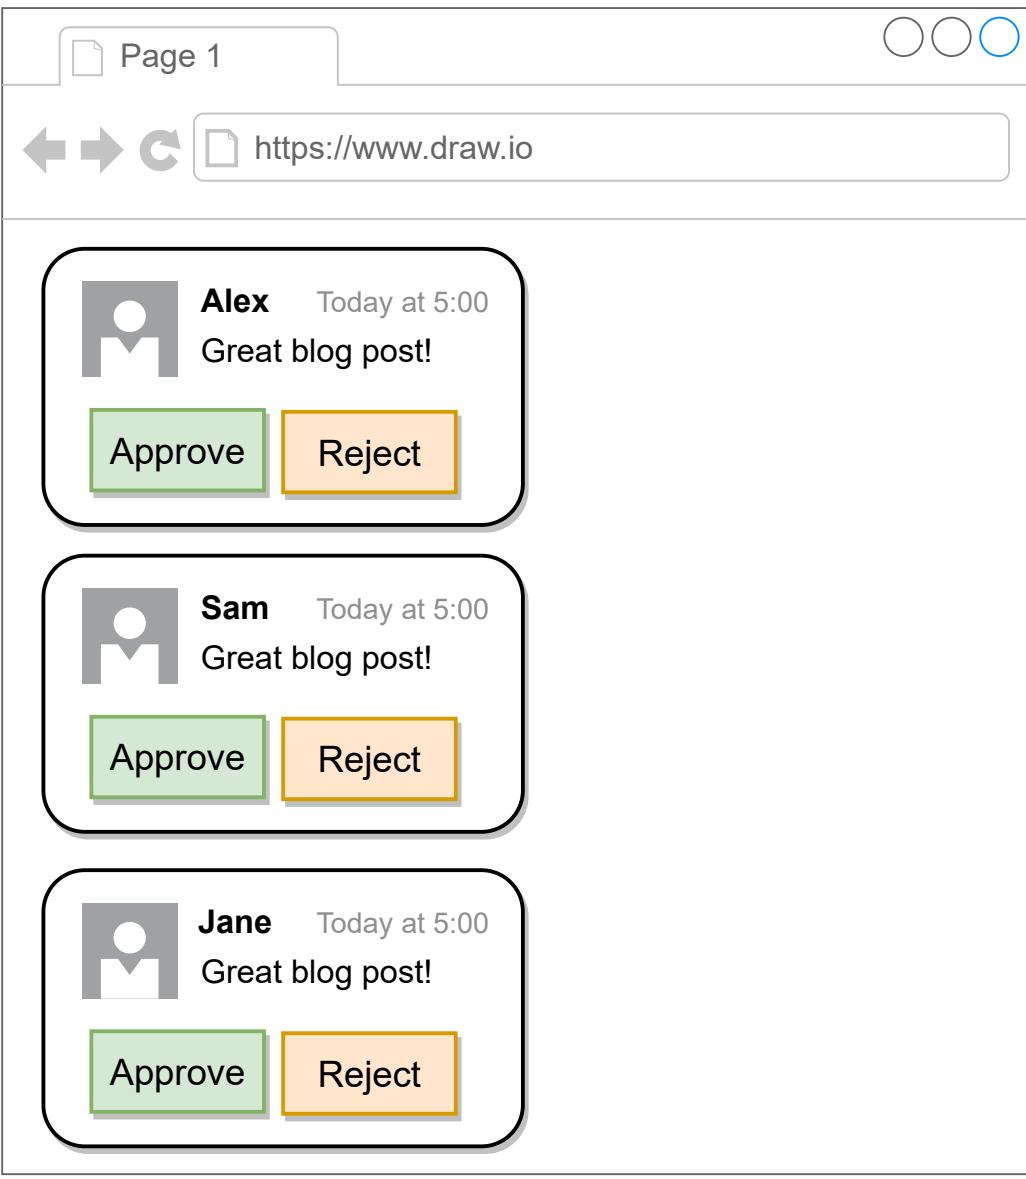 Page 1
https://www.draw.io
Alex Today at 5:00
Great blog post!
Approve Reject
Sam Today at 5:00
Great blog post!
Approve Reject
Jane Today at 5:00
Great blog post!
Approve Reject